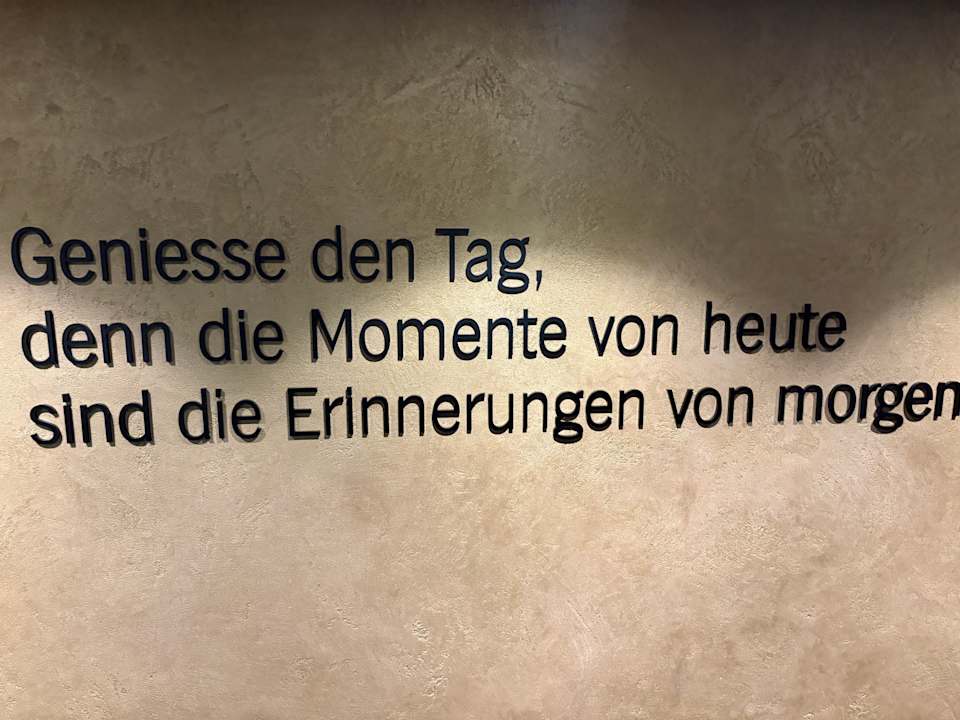 Geniesse den Tag,
denn die Momente von heute
sind die Erinnerungen von morgen